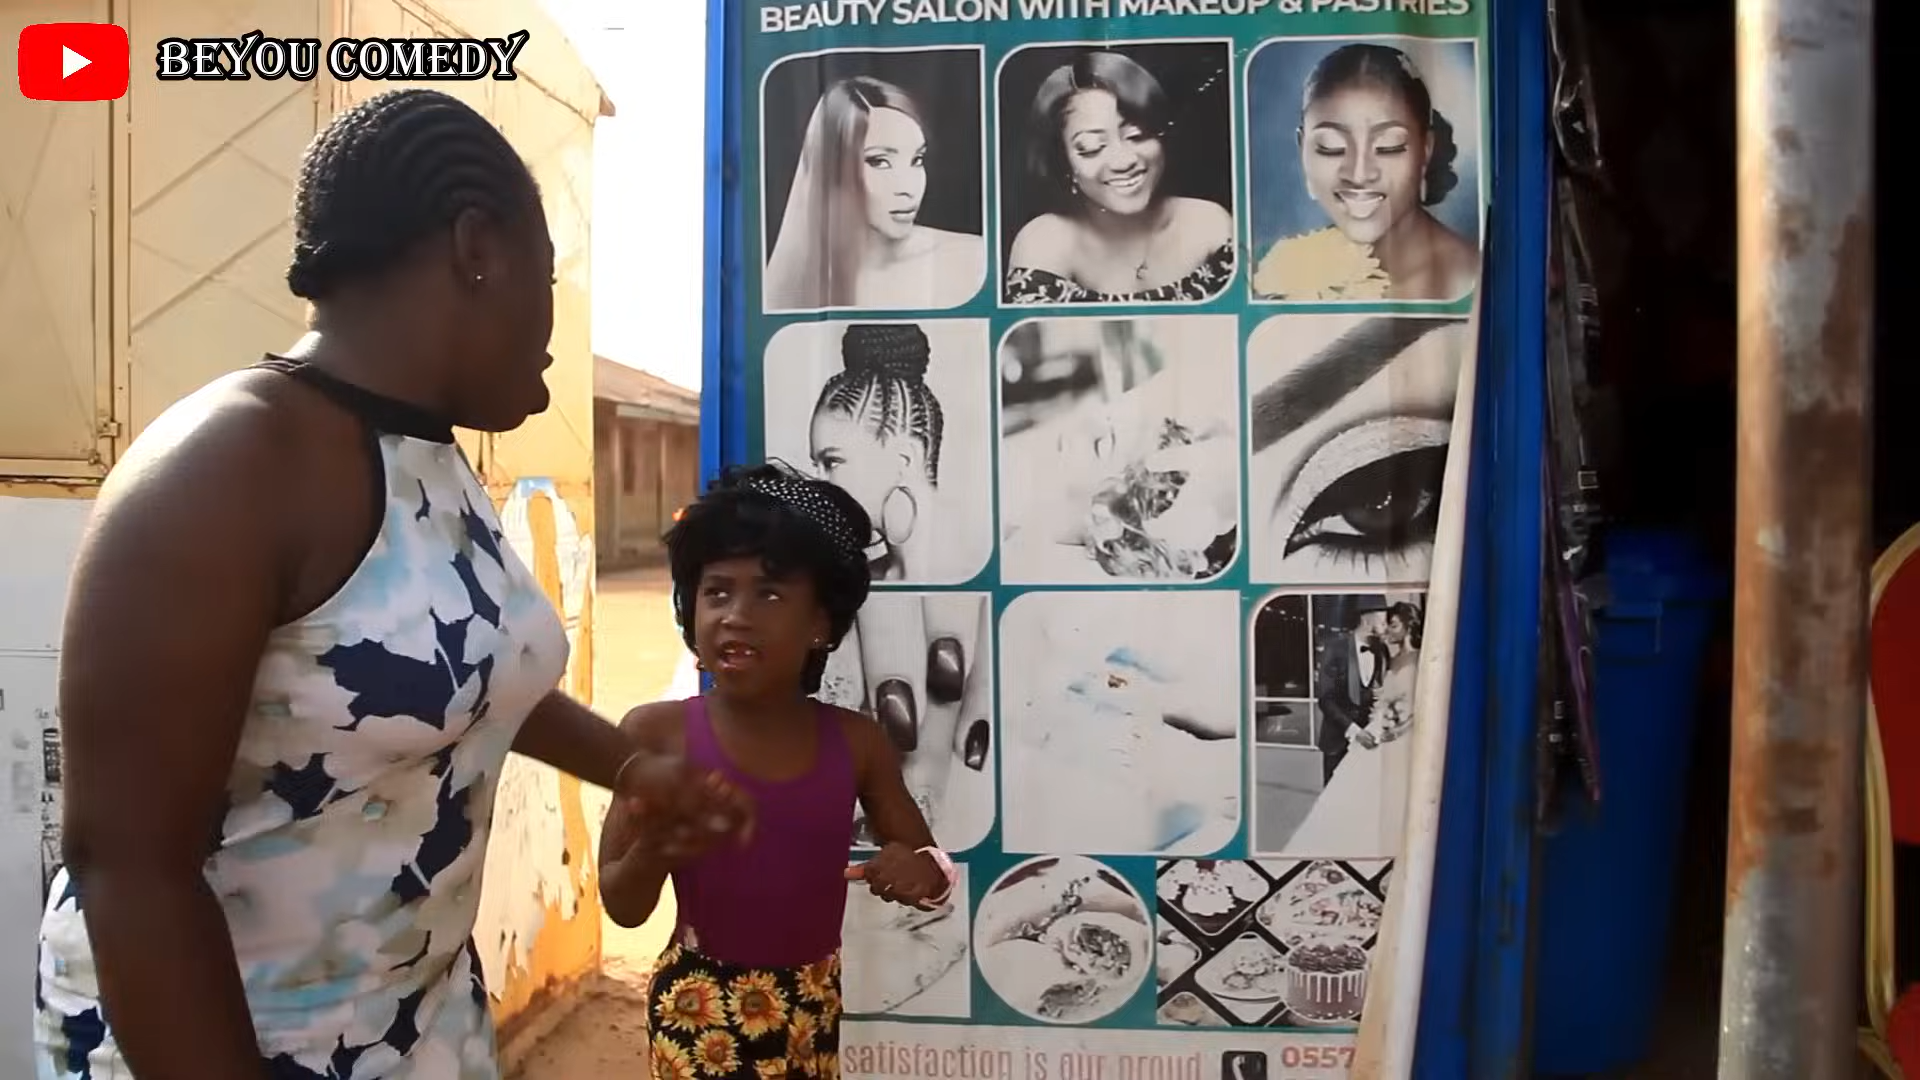 BEYOU COMEDY
BEAUTY SALON WITH MAKEUP & PASTRIES
satisfaction is our proud
0557